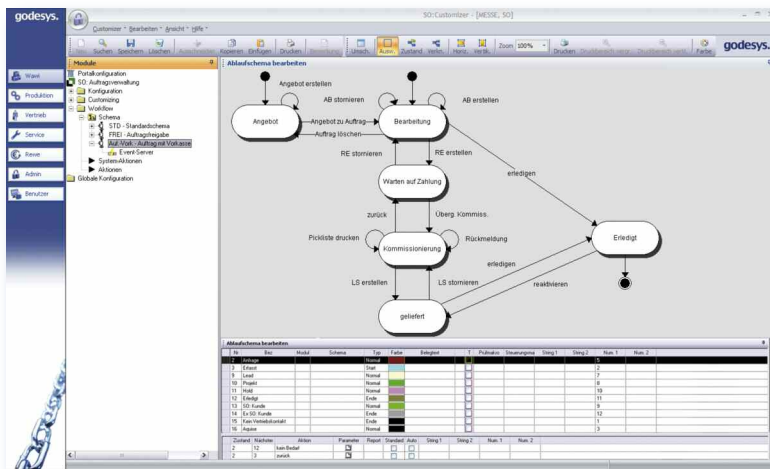 godesys.
SO:Customizer - [MESSE, SO]
Customizer Bearbeiten Ansicht Hilfe
Neu Suchen Speichern Löschen Ausschneiden Kopieren Einfügen Drucken Unsch. Ausw. Zustand Verbin. Horiz. Vertik. Zoom 100% Drucken Farbe
godesys.
Module
Ablaufschema bearbeiten
Wawi
Produktion
Vertrieb
Service
Rewe
Admin
Benutzer
Portalkonfiguration
SO: Auftragsverwaltung
Konfiguration
Customizing
Workflow
Schema
STD - Standardschema
FREI - Auftragsfreigabe
Auf.-Vork. - Auftrag mit Vorkasse
Event-Server
System-Aktionen
Aktionen
Globale Konfiguration
Angebot erstellen
AB stornieren
AB erstellen
Angebot
Angebot zu Auftrag
Bearbeitung
Auftrag löschen
RE stornieren
RE erstellen
erledigen
Warten auf Zahlung
zurück
Überg. Kommiss.
Pickliste drucken
Rückmeldung
Kommissionierung
Erledigt
erledigen
LS erstellen
LS stornieren
reaktivieren
geliefert
Ablaufschema bearbeiten
Nr Bez Modul Schema Typ Farbe Belegtext T Prüfmakro String 1 String 2 Num. 1 Num. 2
2 Anfrage Normal 5
3 Erfasst Start 2
9 Lead Normal 7
10 Projekt Normal 8
11 Hold Normal 10
12 Erledigt Ende 11
13 SO: Kunde Normal 9
14 Ex SO: Kunde Ende 12
15 Kein Vertriebskontakt Ende 1
16 Aquise Normal 3
Zustand Nächster Aktion Parameter Report Standard Auto String 1 String 2 Num. 1 Num. 2
2 12 kein Bedarf
2 3 zurück